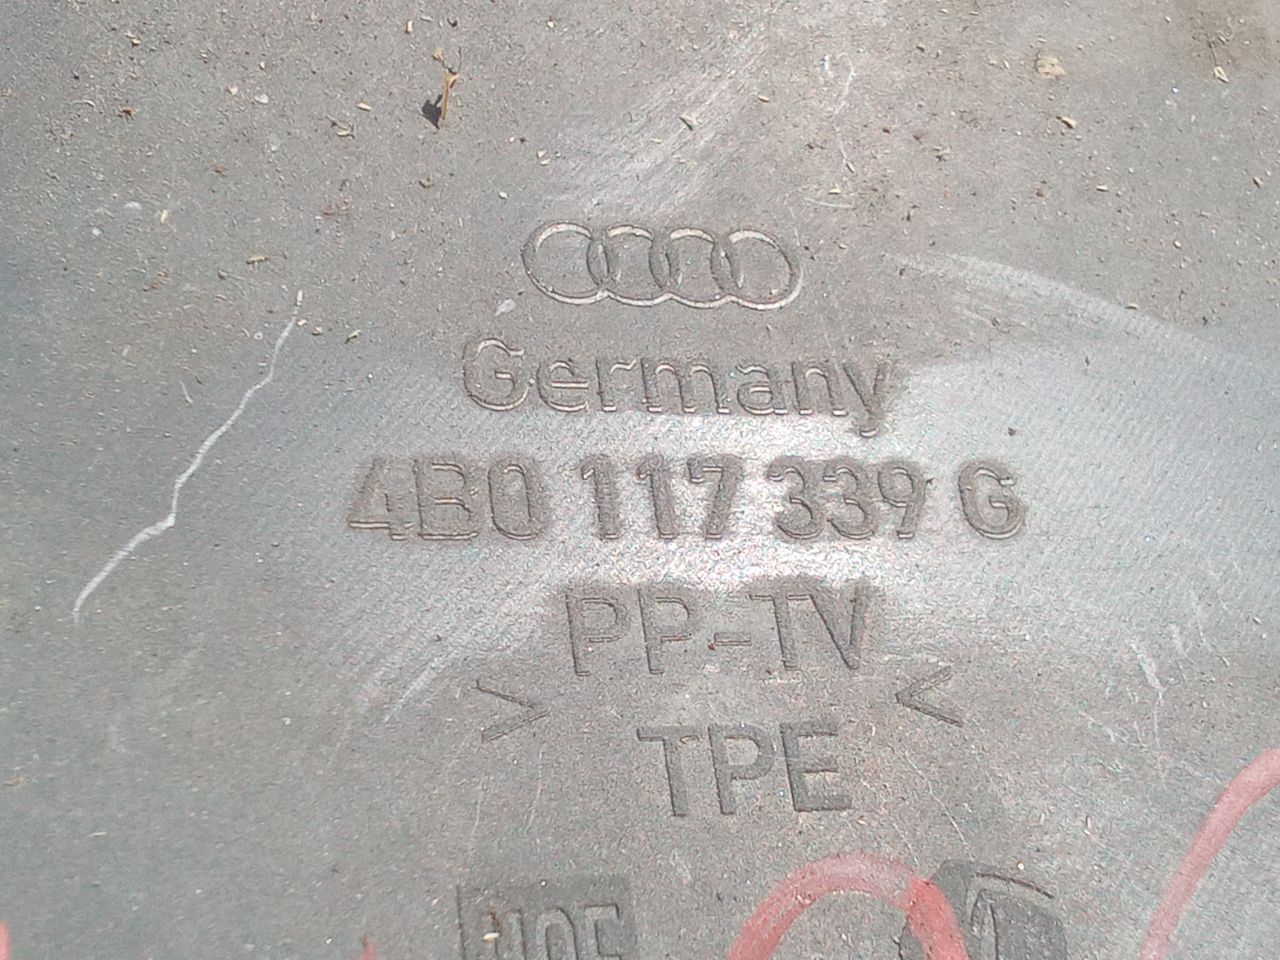 Germany
4B0 117 339 G
PP-TV
> <
TPE